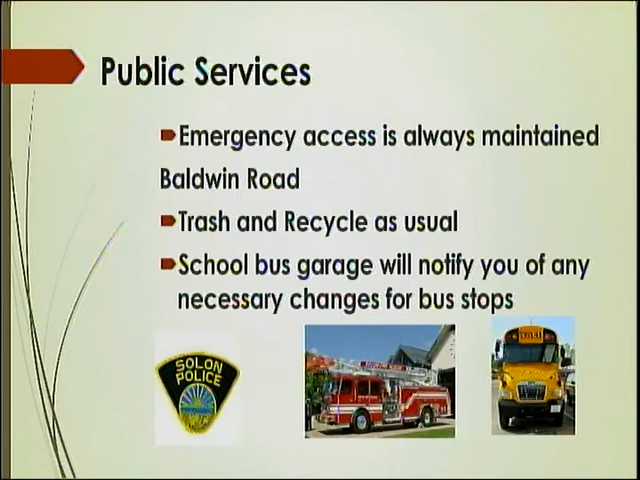 Public Services
Emergency access is always maintained
Baldwin Road
Trash and Recycle as usual
School bus garage will notify you of any
necessary changes for bus stops
SOLON
POLICE